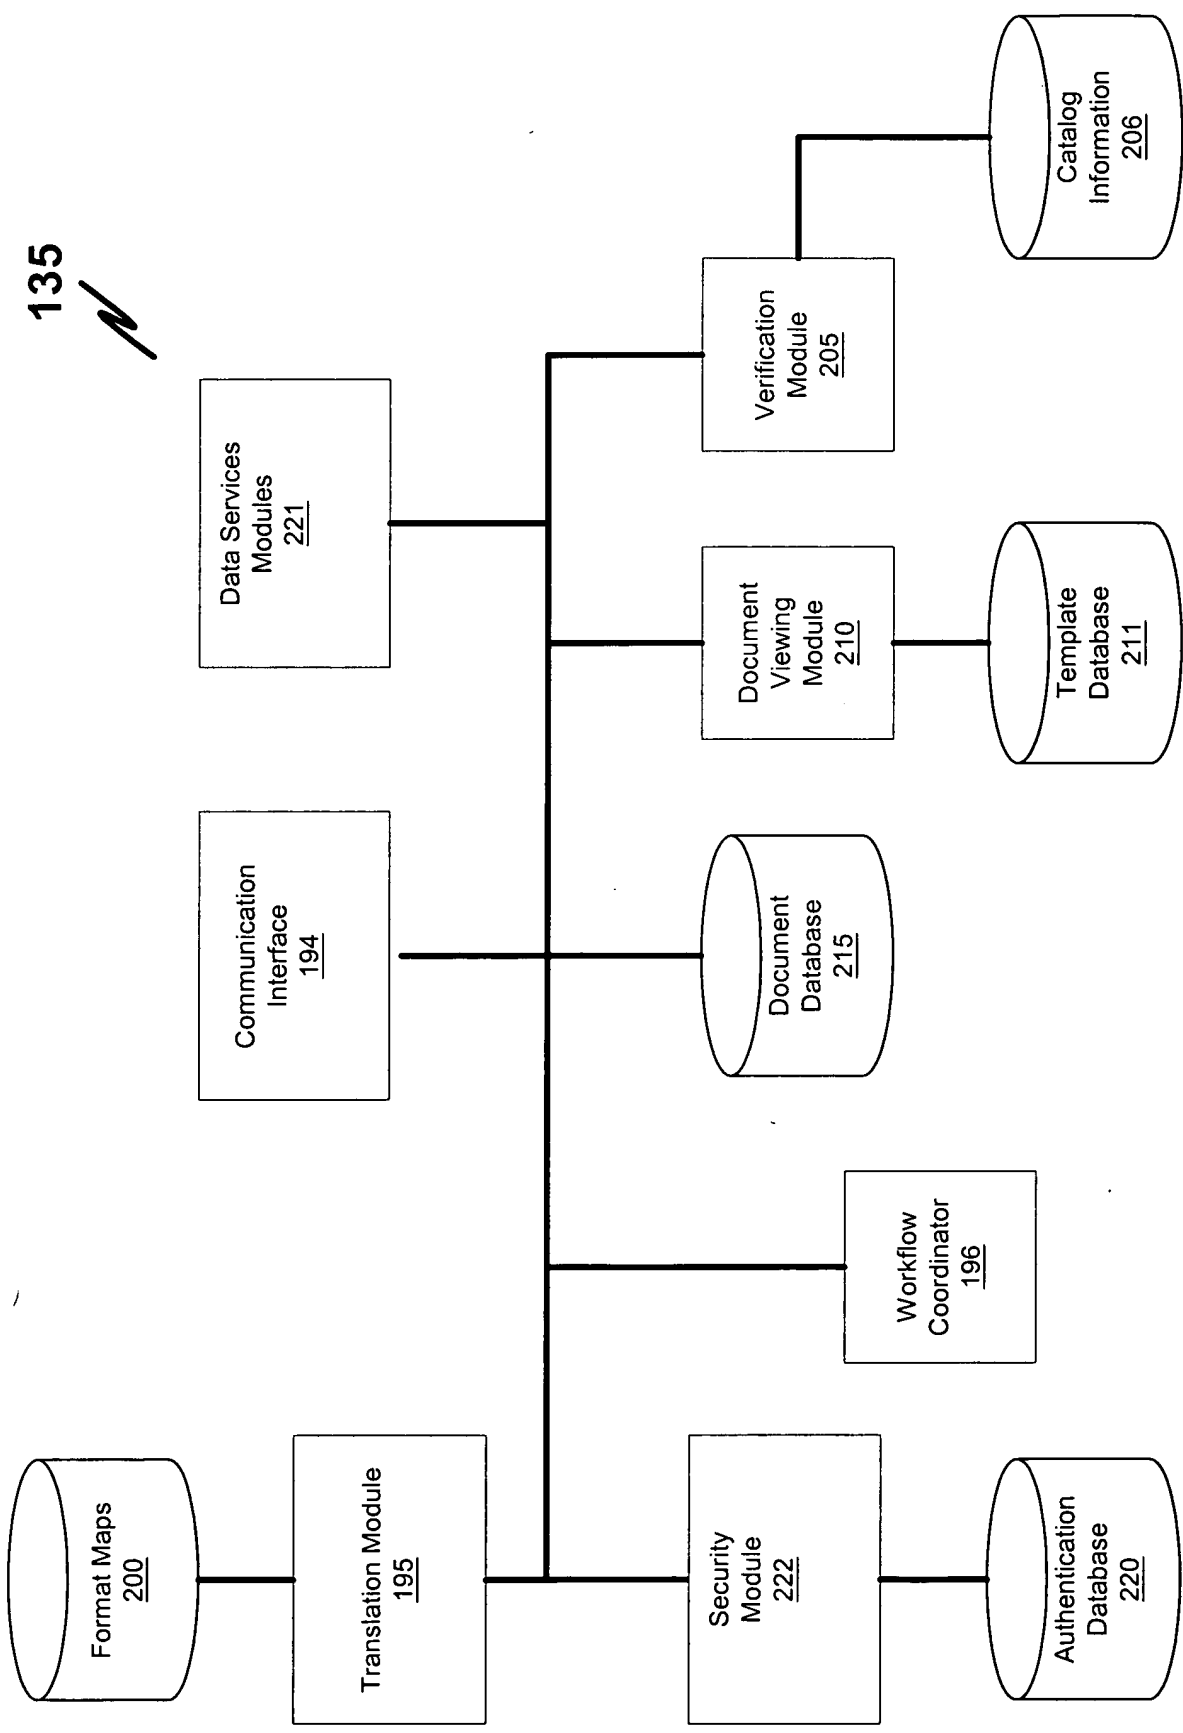 135
Format Maps
200
Translation Module
195
Communication
Interface
194
Data Services
Modules
221
Security
Module
222
Authentication
Database
220
Workflow
Coordinator
196
Document
Database
215
Document
Viewing
Module
210
Template
Database
211
Verification
Module
205
Catalog
Information
206